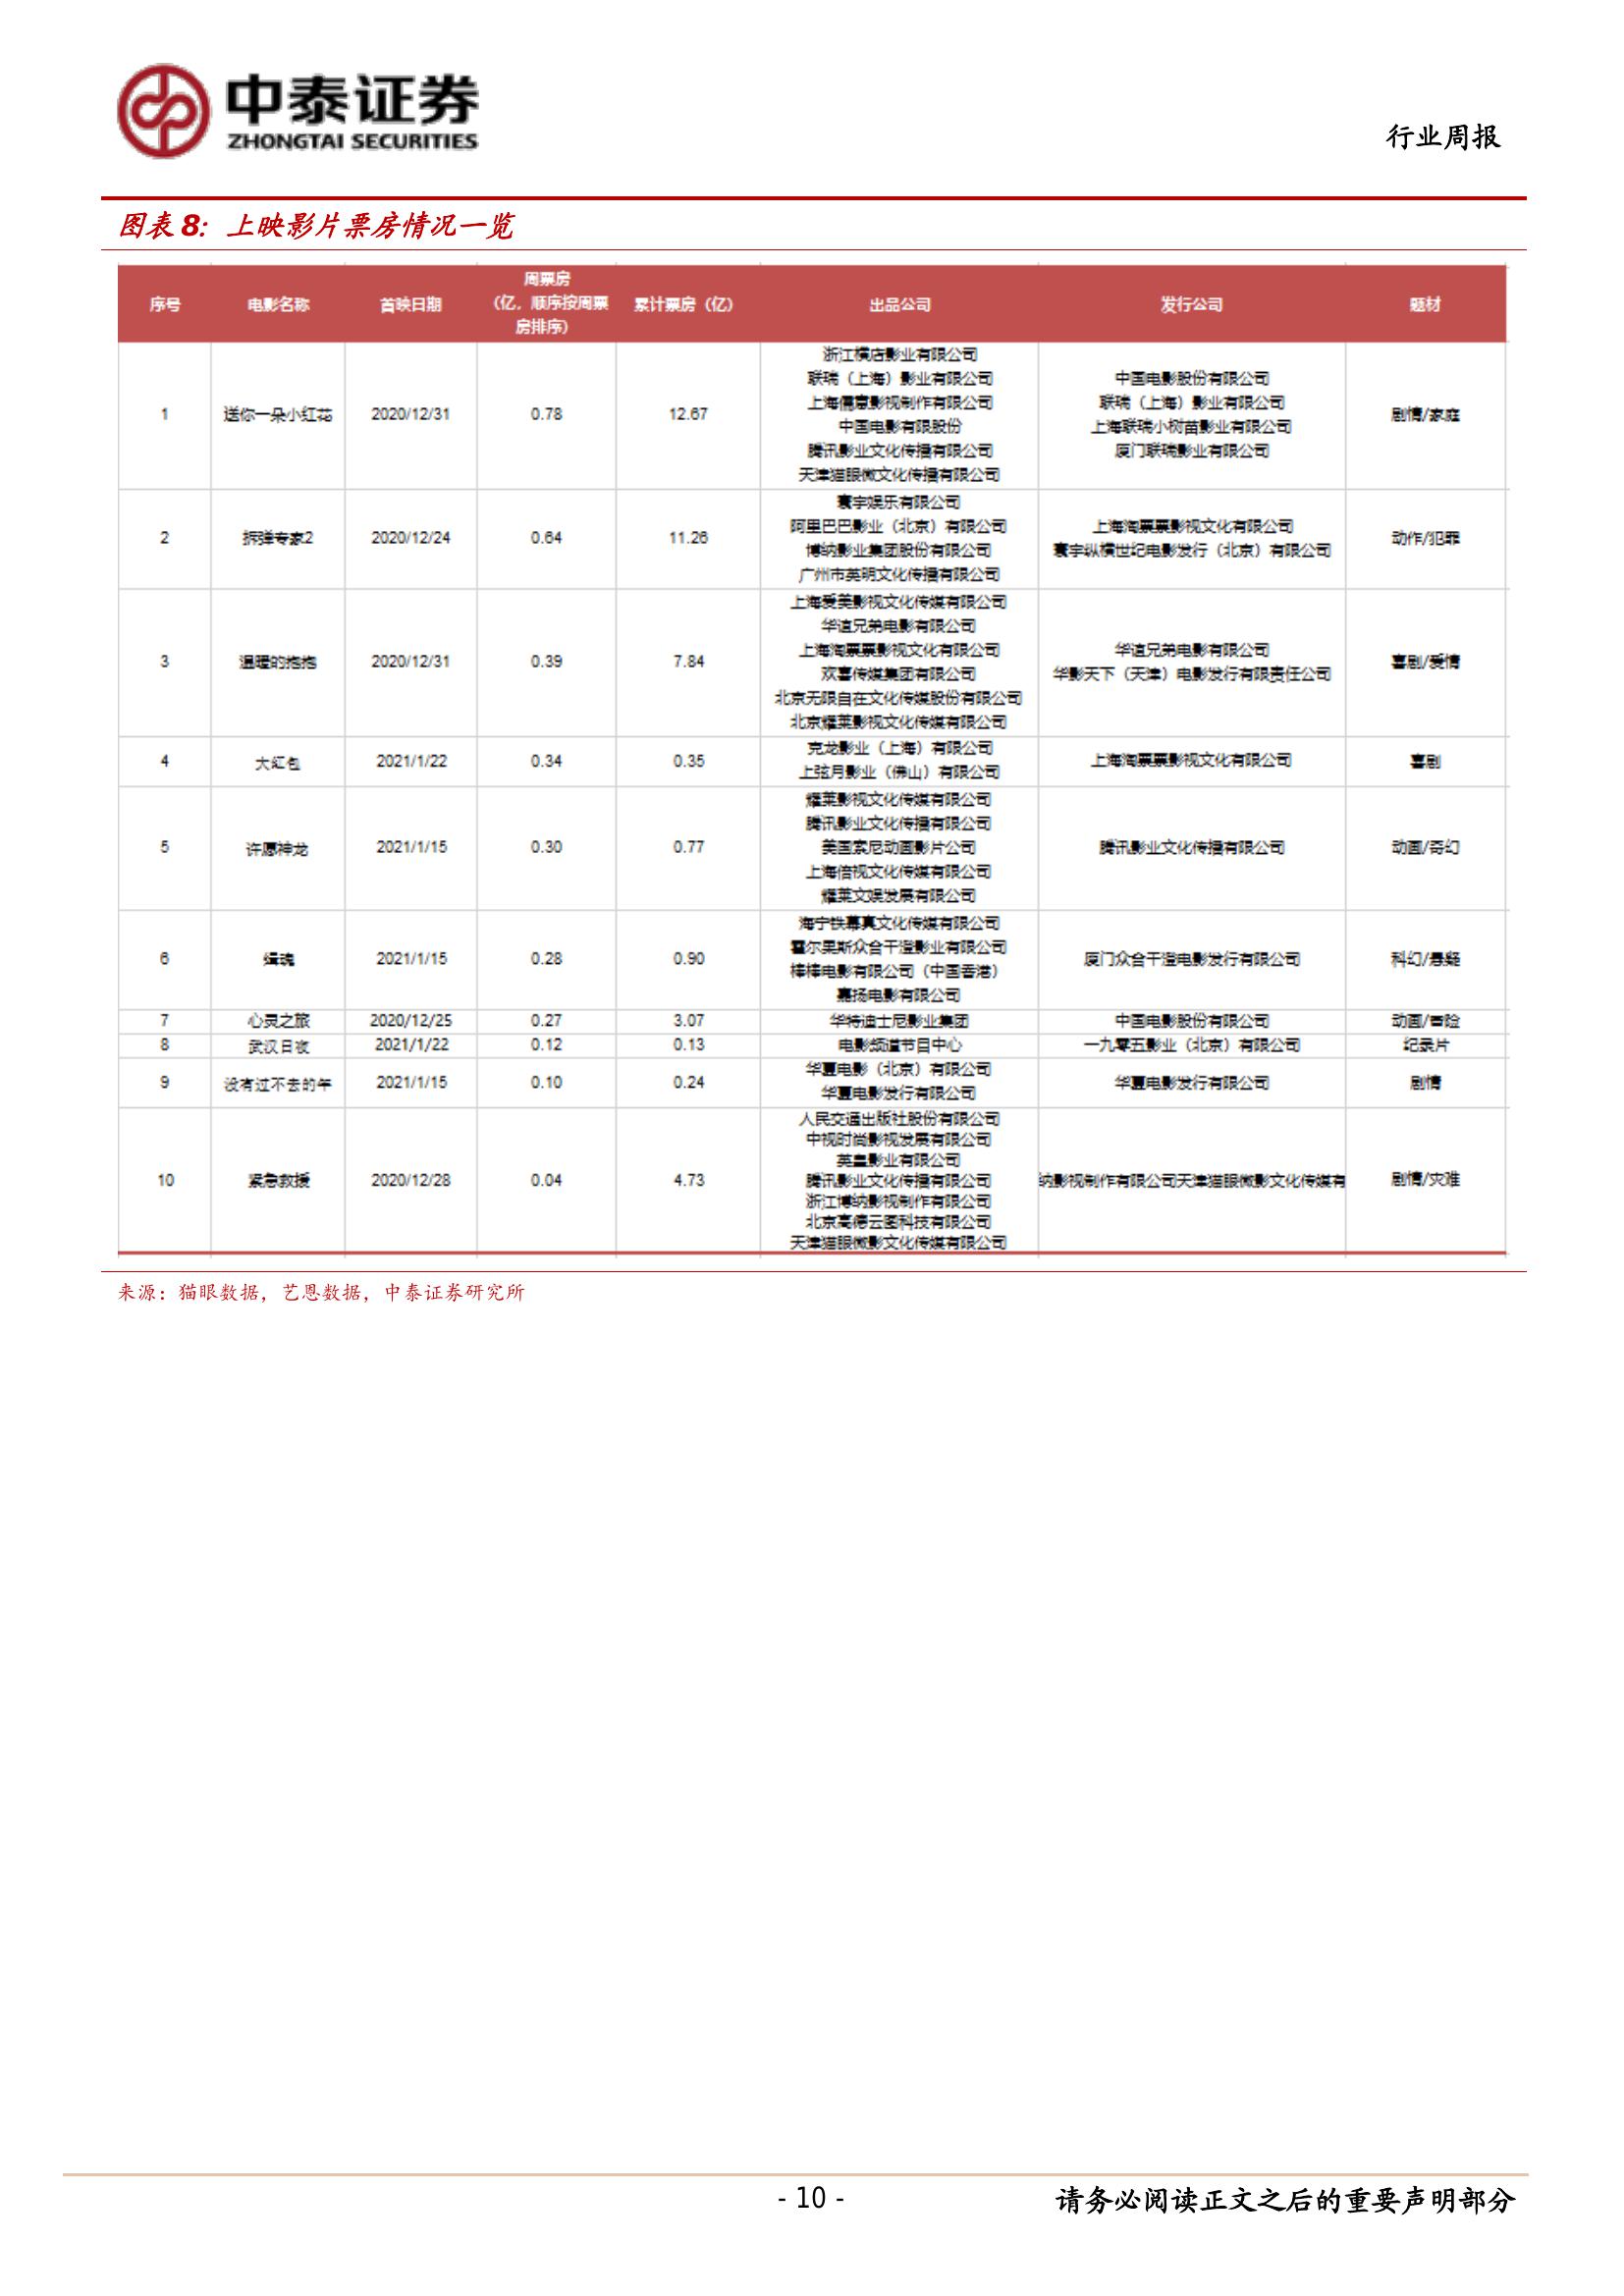 中泰证券
ZHONGTAI SECURITIES
行业周报
图表 8：上映影片票房情况一览
序号 电影名称 首映日期 周票房（亿，顺序按周票房排序） 累计票房（亿） 出品公司 发行公司 题材
1 送你一朵小红花 2020/12/31 0.78 12.67
浙江横店影业有限公司
联瑞（上海）影业有限公司
上海儒意影视制作有限公司
中国电影有限股份
腾讯影业文化传播有限公司
天津猫眼微文化传播有限公司
中国电影股份有限公司
联瑞（上海）影业有限公司
上海联瑞小树苗影业有限公司
厦门联瑞影业有限公司
剧情/家庭
2 拆弹专家2 2020/12/24 0.64 11.26
寰宇娱乐有限公司
阿里巴巴影业（北京）有限公司
博纳影业集团股份有限公司
广州市英明文化传播有限公司
上海淘票票影视文化有限公司
寰宇纵横世纪电影发行（北京）有限公司
动作/犯罪
3 温暖的抱抱 2020/12/31 0.39 7.84
上海爱美影视文化传媒有限公司
华谊兄弟电影有限公司
上海淘票票影视文化有限公司
欢喜传媒集团有限公司
北京无限自在文化传媒股份有限公司
北京耀莱影视文化传媒有限公司
华谊兄弟电影有限公司
华影天下（天津）电影发行有限责任公司
喜剧/爱情
4 大红包 2021/1/22 0.34 0.35
克龙影业（上海）有限公司
上弦月影业（佛山）有限公司
上海淘票票影视文化有限公司
喜剧
5 许愿神龙 2021/1/15 0.30 0.77
耀莱影视文化传媒有限公司
腾讯影业文化传播有限公司
美国索尼动画影片公司
上海倍视文化传媒有限公司
耀莱文娱发展有限公司
腾讯影业文化传播有限公司
动画/奇幻
6 缉魂 2021/1/15 0.28 0.90
海宁铁幕真文化传媒有限公司
霍尔果斯众合千澄影业有限公司
棒棒电影有限公司（中国香港）
嘉扬电影有限公司
厦门众合千澄电影发行有限公司
科幻/悬疑
7 心灵之旅 2020/12/25 0.27 3.07 华特迪士尼影业集团 中国电影股份有限公司 动画/冒险
8 武汉日夜 2021/1/22 0.12 0.13 电影频道节目中心 一九零五影业（北京）有限公司 纪录片
9 没有过不去的年 2021/1/15 0.10 0.24
华夏电影（北京）有限公司
华夏电影发行有限公司
华夏电影发行有限公司
剧情
10 紧急救援 2020/12/28 0.04 4.73
人民交通出版社股份有限公司
中视时尚影视发展有限公司
英皇影业有限公司
腾讯影业文化传播有限公司
浙江博纳影视制作有限公司
北京高德云图科技有限公司
天津猫眼微影文化传媒有限公司
纳影视制作有限公司天津猫眼微影文化传媒有
剧情/灾难
来源：猫眼数据，艺恩数据，中泰证券研究所
- 10 -
请务必阅读正文之后的重要声明部分